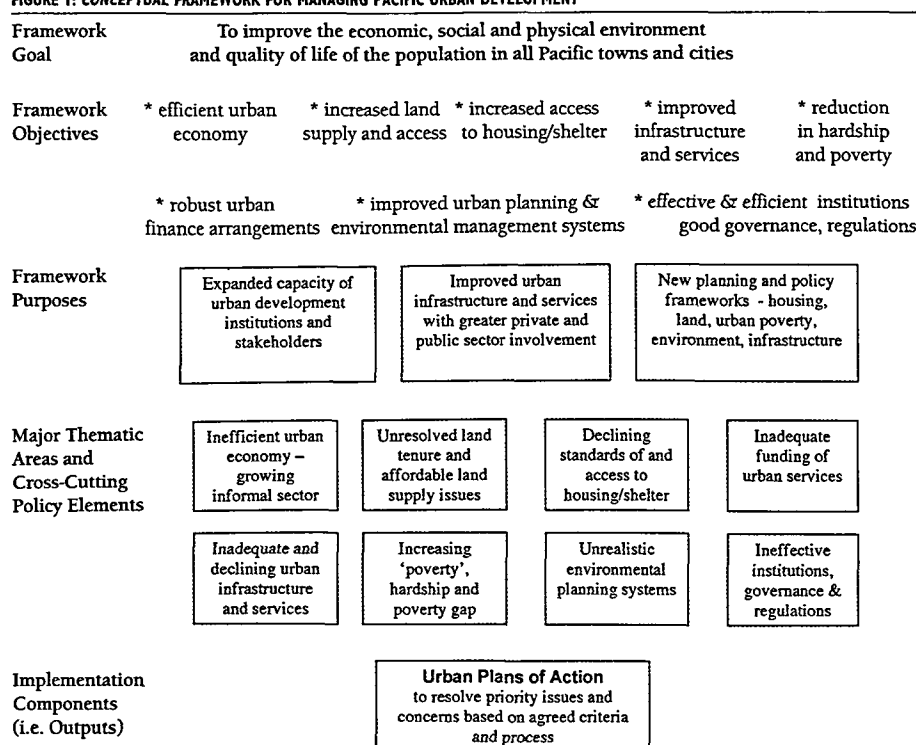 FIGURE 1: CONCEPTUAL FRAMEWORK FOR MANAGING PACIFIC URBAN DEVELOPMENT
Framework
Goal
To improve the economic, social and physical environment
and quality of life of the population in all Pacific towns and cities
Framework
Objectives
* efficient urban
economy
* increased land
supply and access
* increased access
to housing/shelter
* improved
infrastructure
and services
* reduction
in hardship
and poverty
* robust urban
finance arrangements
* improved urban planning &
environmental management systems
* effective & efficient institutions
good governance, regulations
Framework
Purposes
Expanded capacity of
urban development
institutions and
stakeholders
Improved urban
infrastructure and services
with greater private and
public sector involvement
New planning and policy
frameworks - housing,
land, urban poverty,
environment, infrastructure
Major Thematic
Areas and
Cross-Cutting
Policy Elements
Inefficient urban
economy –
growing
informal sector
Unresolved land
tenure and
affordable land
supply issues
Declining
standards of and
access to
housing/shelter
Inadequate
funding of
urban services
Inadequate and
declining urban
infrastructure
and services
Increasing
‘poverty’,
hardship and
poverty gap
Unrealistic
environmental
planning systems
Ineffective
institutions,
governance &
regulations
Implementation
Components
(i.e. Outputs)
Urban Plans of Action
to resolve priority issues and
concerns based on agreed criteria
and process